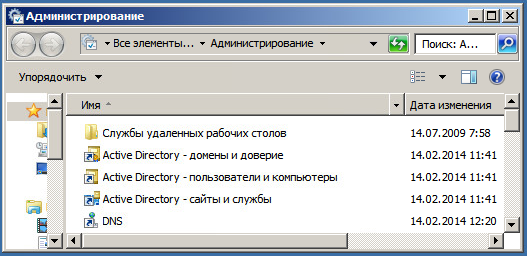 Администрирование
Все элементы... Администрирование Поиск: А...
Упорядочить
Имя Дата изменения
Службы удаленных рабочих столов 14.07.2009 7:58
Active Directory - домены и доверие 14.02.2014 11:41
Active Directory - пользователи и компьютеры 14.02.2014 11:41
Active Directory - сайты и службы 14.02.2014 11:41
DNS 14.02.2014 12:20